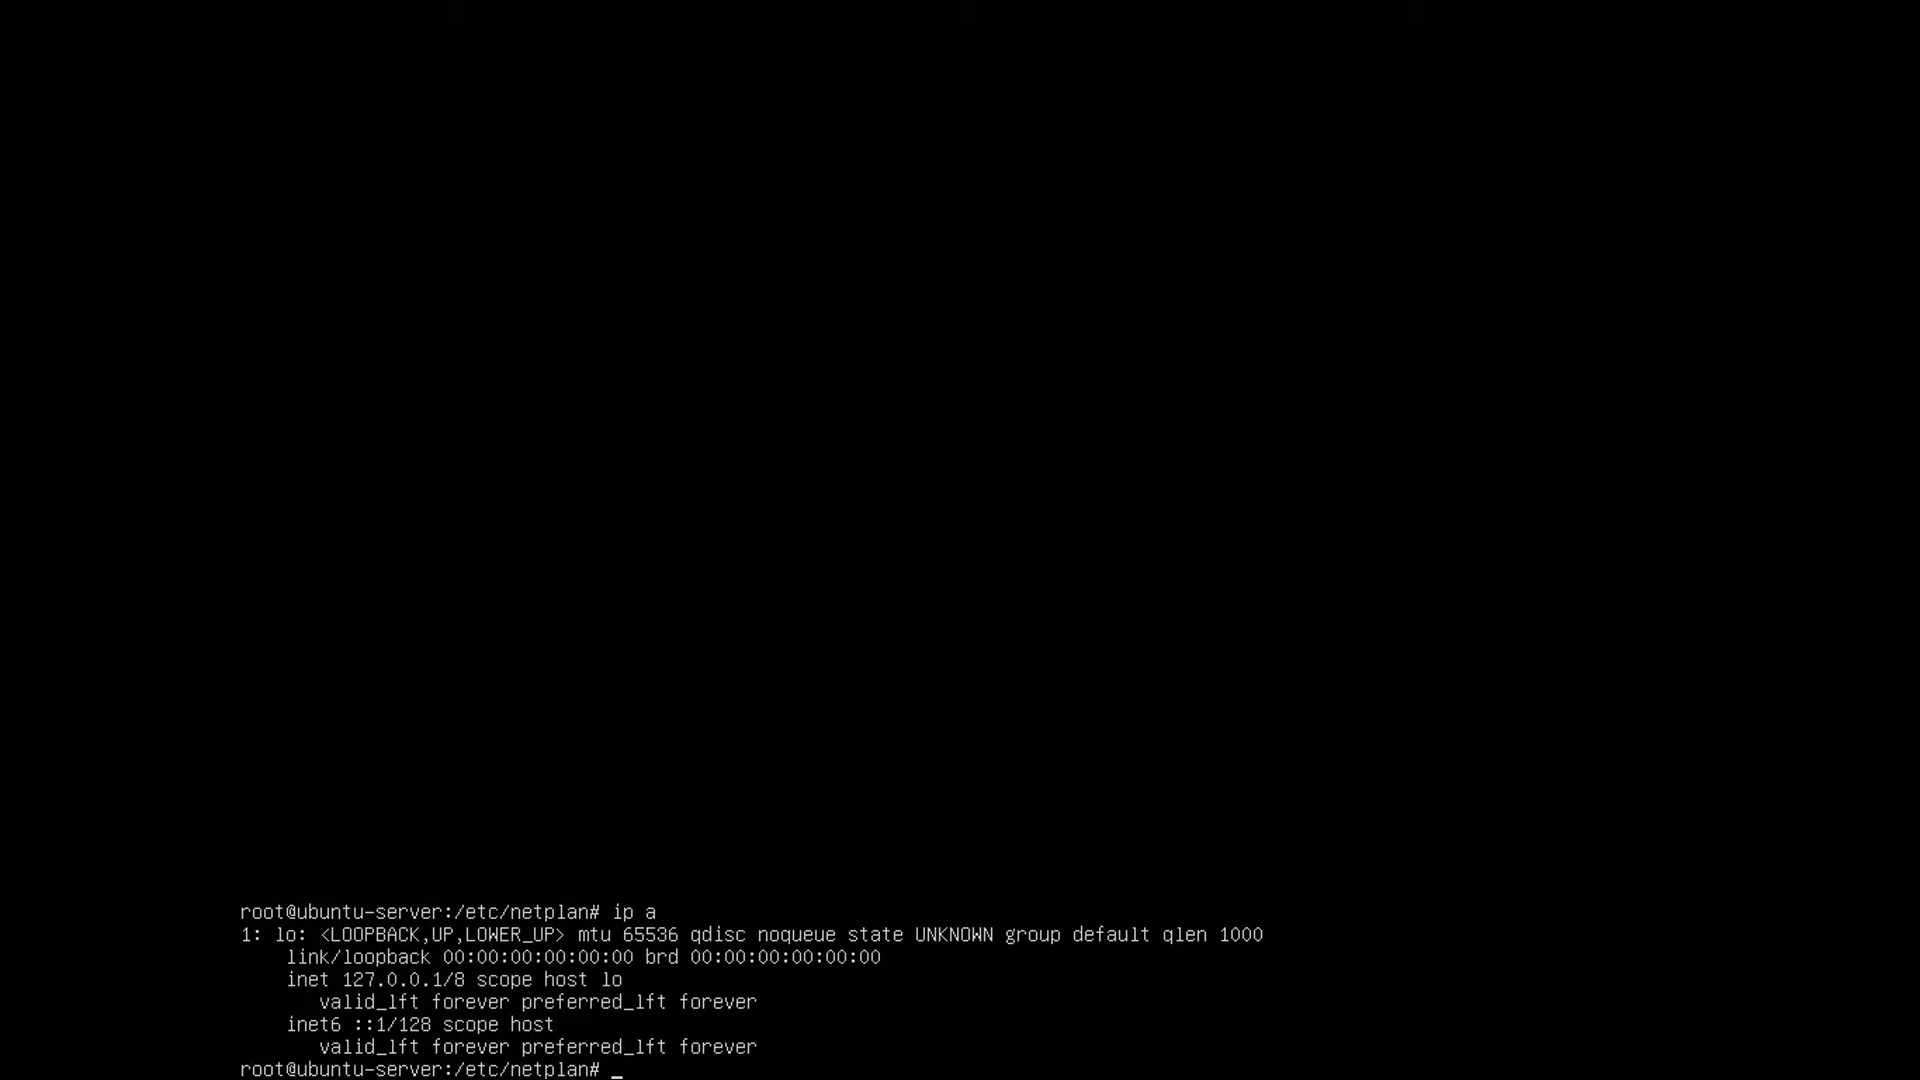 root@ubuntu-server:/etc/netplan# ip a
1: lo: <LOOPBACK,UP,LOWER_UP> mtu 65536 qdisc noqueue state UNKNOWN group default qlen 1000
    link/loopback 00:00:00:00:00:00 brd 00:00:00:00:00:00
    inet 127.0.0.1/8 scope host lo
       valid_lft forever preferred_lft forever
    inet6 ::1/128 scope host
       valid_lft forever preferred_lft forever
root@ubuntu-server:/etc/netplan# _